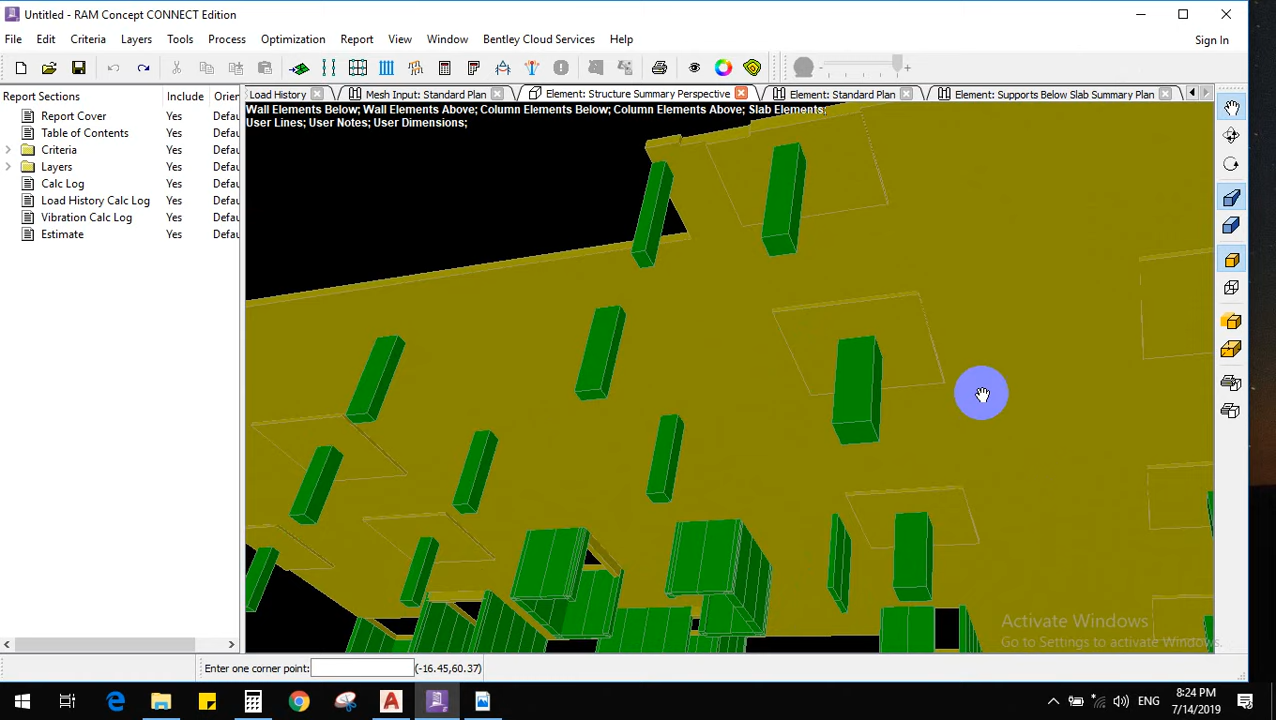 Untitled - RAM Concept CONNECT Edition
File Edit Criteria Layers Tools Process Optimization Report View Window Bentley Cloud Services Help
Sign In
Report Sections Include Orier
Load History Mesh Input: Standard Plan Element: Structure Summary Perspective Element: Standard Plan Element: Supports Below Slab Summary Plan
Wall Elements Below; Wall Elements Above; Column Elements Below; Column Elements Above; Slab Elements;
User Lines; User Notes; User Dimensions;
Report Cover Yes Defau
Table of Contents Yes Defau
Criteria Yes Defau
Layers Yes Defau
Calc Log Yes Defau
Load History Calc Log Yes Defau
Vibration Calc Log Yes Defau
Estimate Yes Defau
Activate Windows
Go to Settings to activate Windows.
Enter one corner point: (-16.45,60.37)
ENG
8:24 PM
7/14/2019